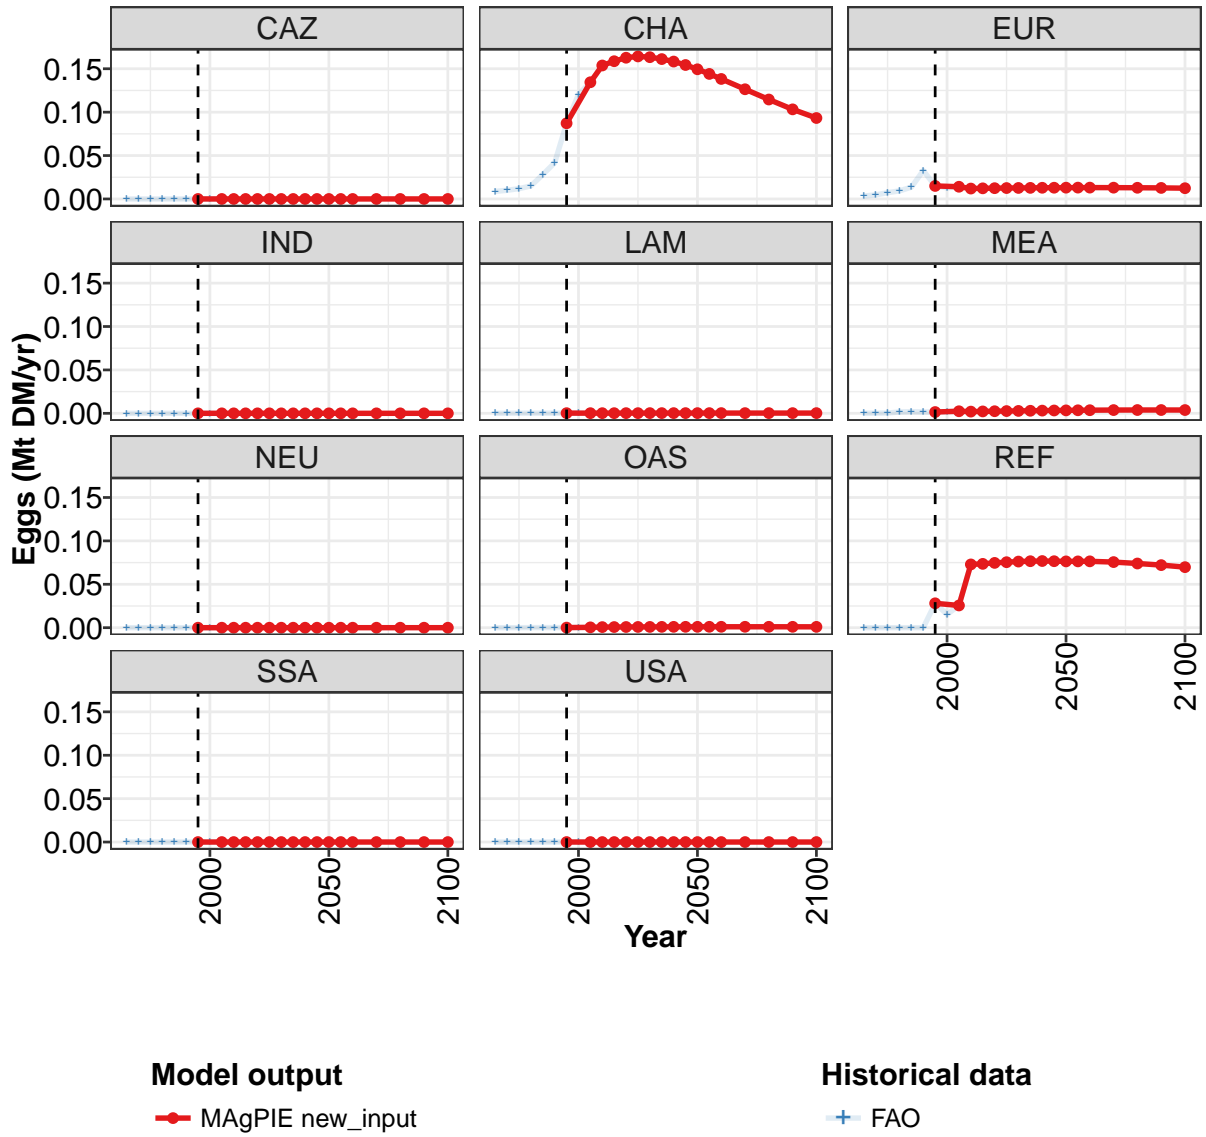 CAZ CHA EUR
0.15
0.10
0.05
0.00
IND LAM MEA
0.15
0.10
0.05
0.00
Eggs (Mt DM/yr)
NEU OAS REF
0.15
0.10
0.05
0.00
2000 2050 2100
SSA USA
0.15
0.10
0.05
0.00
2000 2050 2100 2000 2050 2100
Year
Model output Historical data
MAgPIE new_input FAO